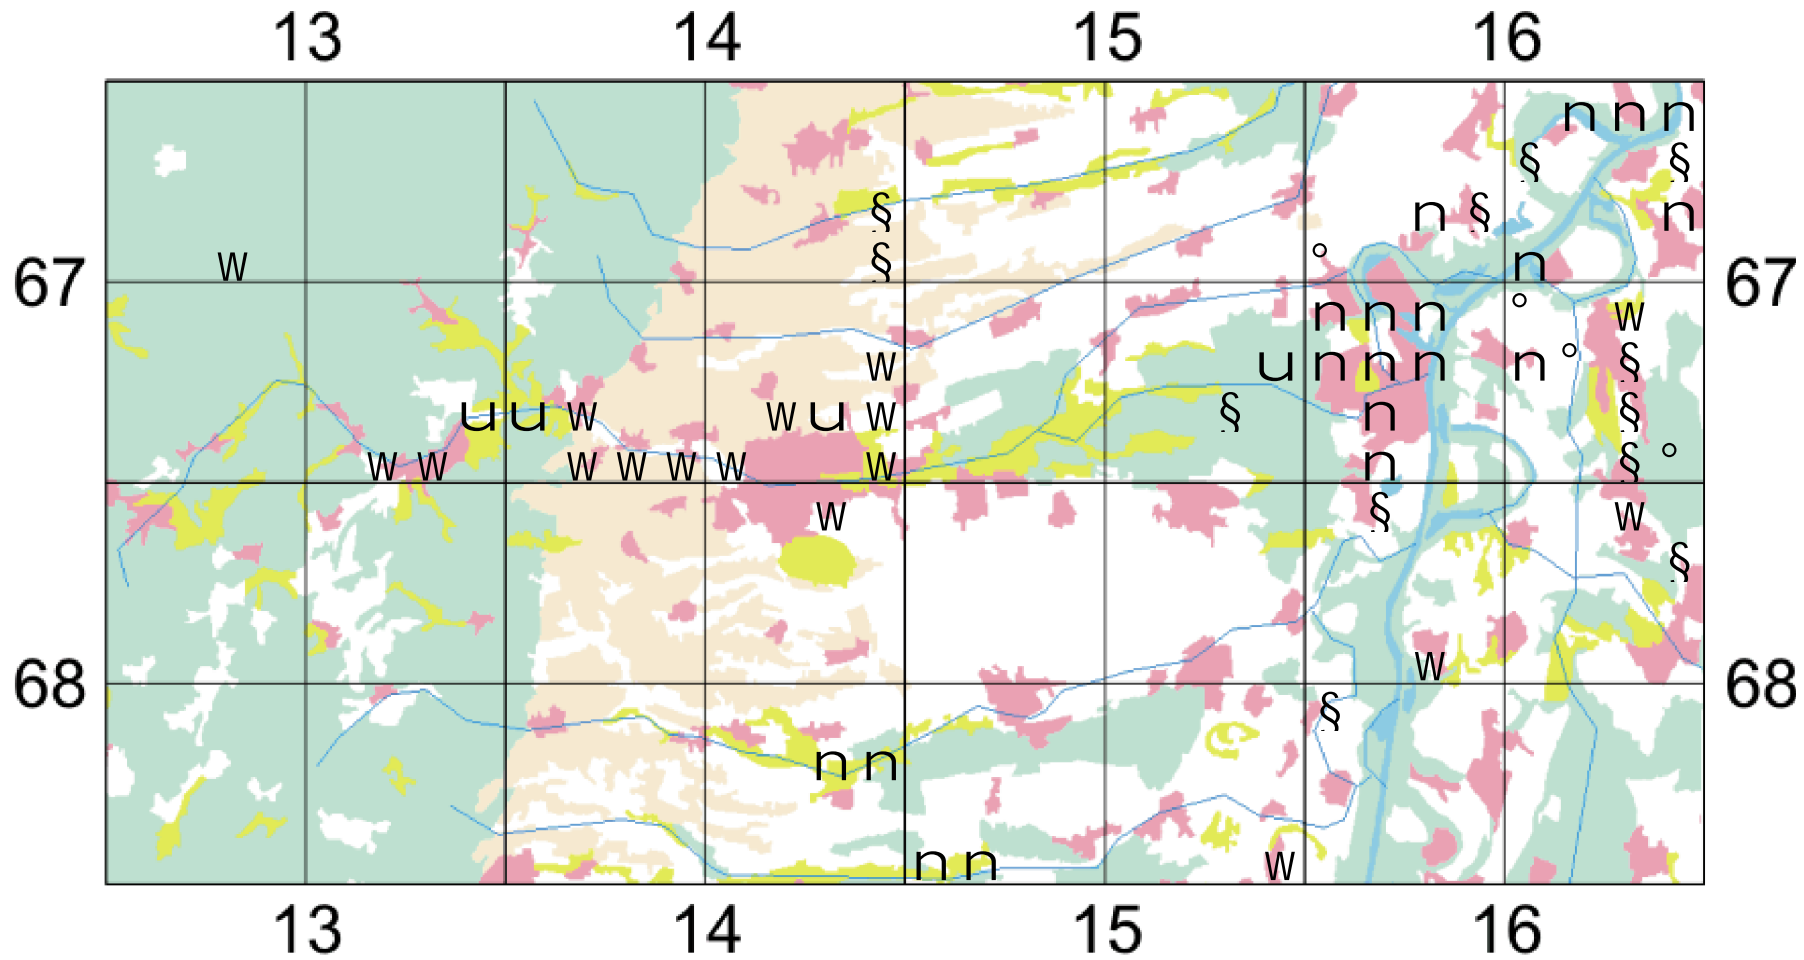 13 14 15 16
n n n
§ §
§ n § n
W § ° n
67 67
n n n ° W
W u n n n n ° §
u u W W u W § n §
W W W W W W W n § °
W § W
§
W
68 68
§
n n
n n W
13 14 15 16